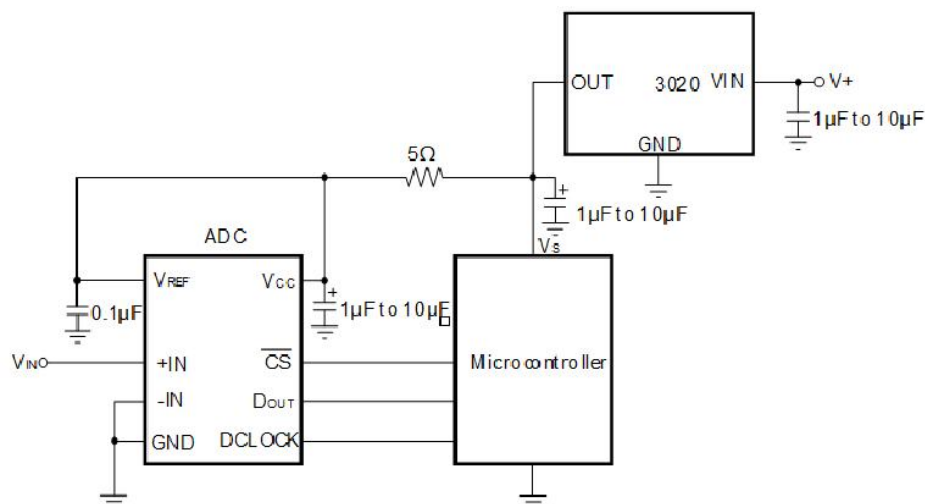 OUT
3020
VIN
V+
1µF to 10µF
GND
5Ω
1µF to 10µF
ADC
Vs
VREF
VCC
0.1µF
1µF to 10µF
VIN
+IN
CS
Microcontroller
-IN
DOUT
GND
DCLOCK